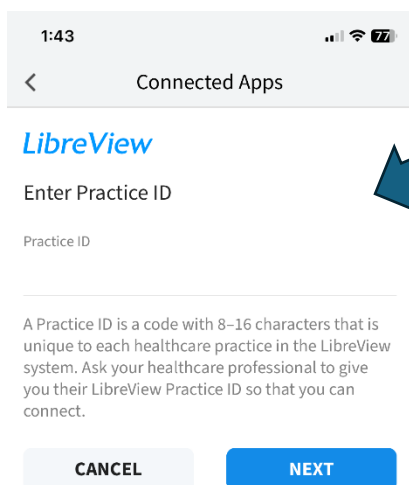 1:43 77
Connected Apps
LibreView
Enter Practice ID
Practice ID
A Practice ID is a code with 8–16 characters that is
unique to each healthcare practice in the LibreView
system. Ask your healthcare professional to give
you their LibreView Practice ID so that you can
connect.
CANCEL NEXT